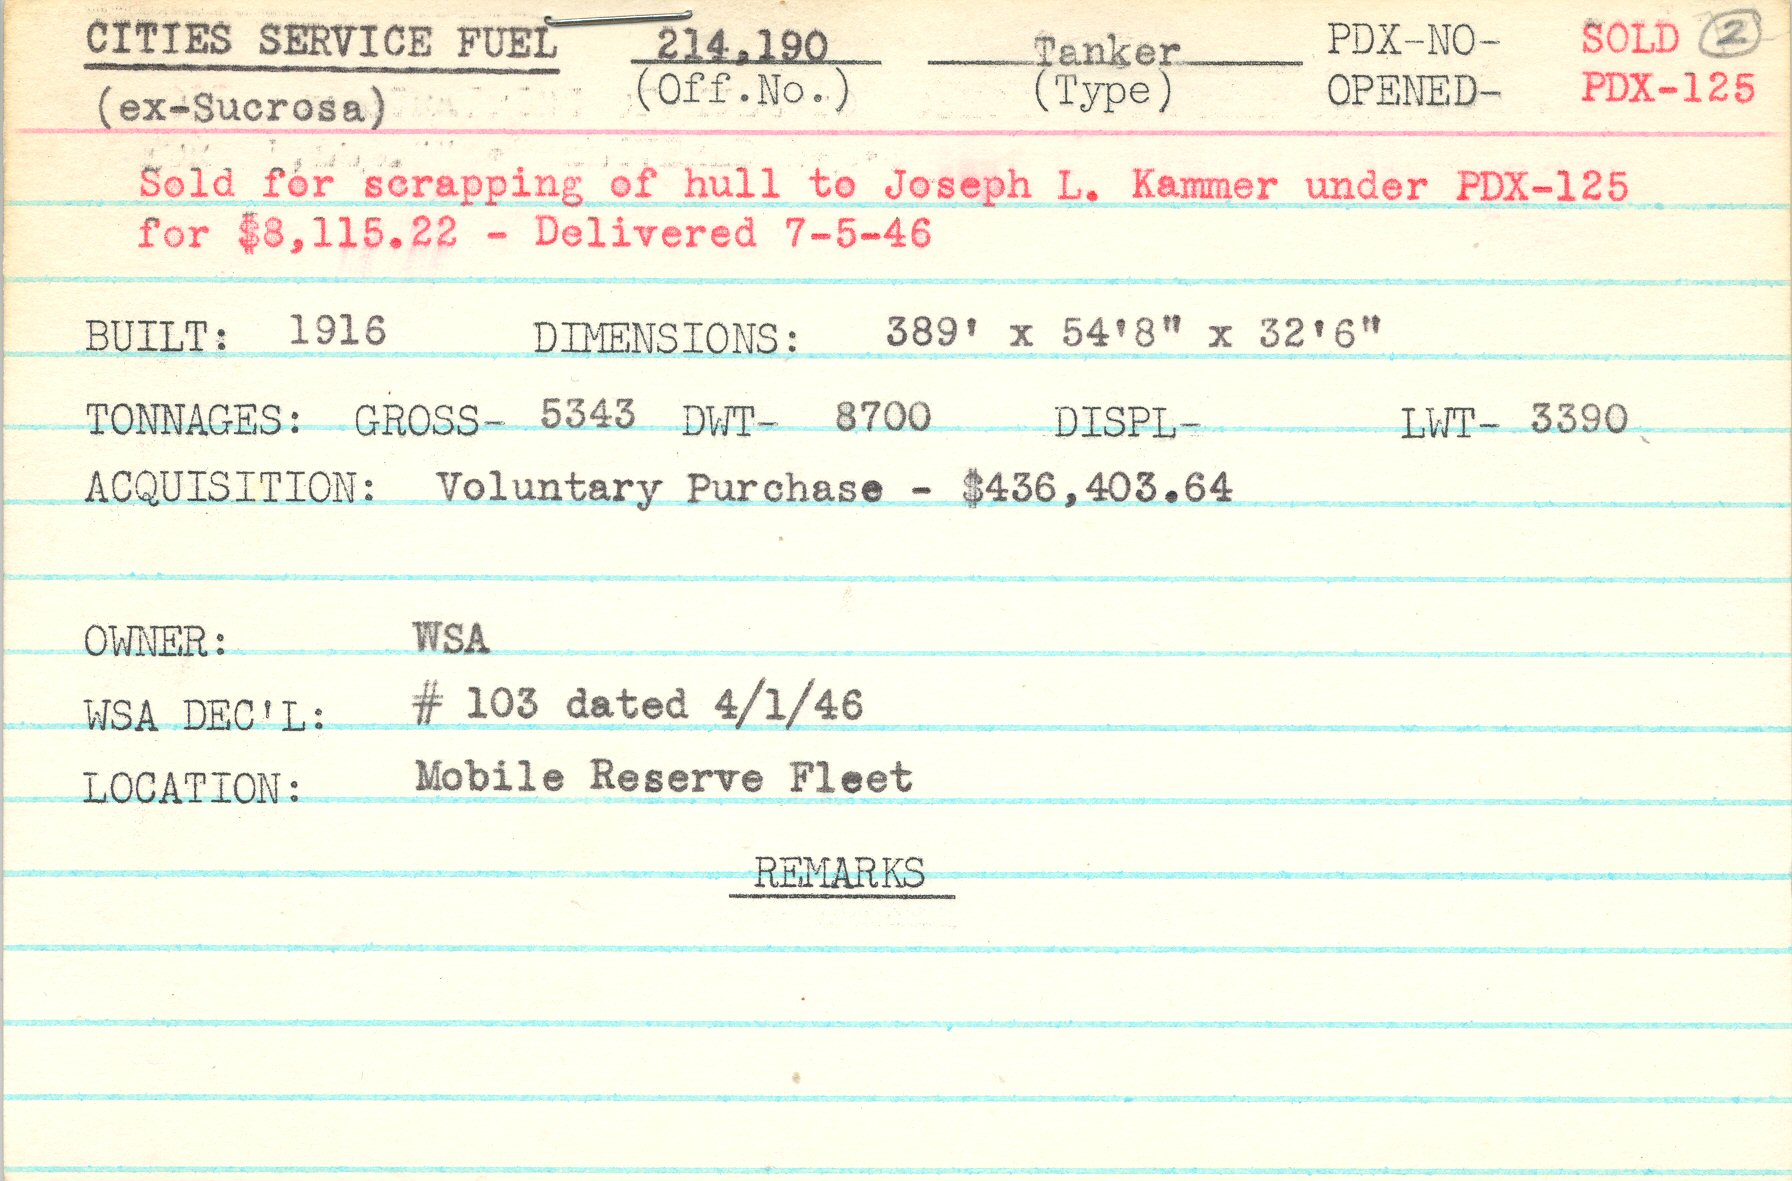 CITIES SERVICE FUEL 214,190 Tanker PDX-NO- SOLD 2
(ex-Sucrosa) (Off.No.) (Type) OPENED- PDX-125
Sold for scrapping of hull to Joseph L. Kammer under PDX-125
for $8,115.22 - Delivered 7-5-46
BUILT: 1916 DIMENSIONS: 389' x 54'8" x 32'6"
TONNAGES: GROSS- 5343 DWT- 8700 DISPL- LWT- 3390
ACQUISITION: Voluntary Purchase - $436,403.64
OWNER: WSA
WSA DEC'L: # 103 dated 4/1/46
LOCATION: Mobile Reserve Fleet
REMARKS